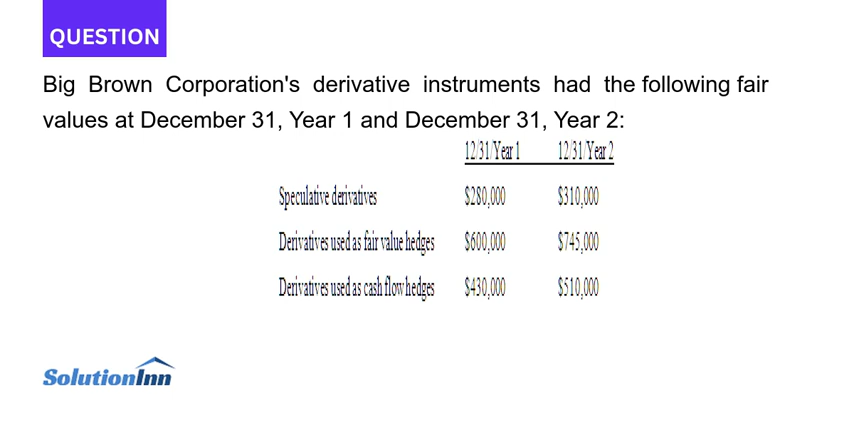 QUESTION
Big Brown Corporation's derivative instruments had the following fair
values at December 31, Year 1 and December 31, Year 2:
12/31/Year 1 12/31/Year 2
Speculative derivatives $280,000 $310,000
Derivatives used as fair value hedges $600,000 $745,000
Derivatives used as cash flow hedges $430,000 $510,000
SolutionInn